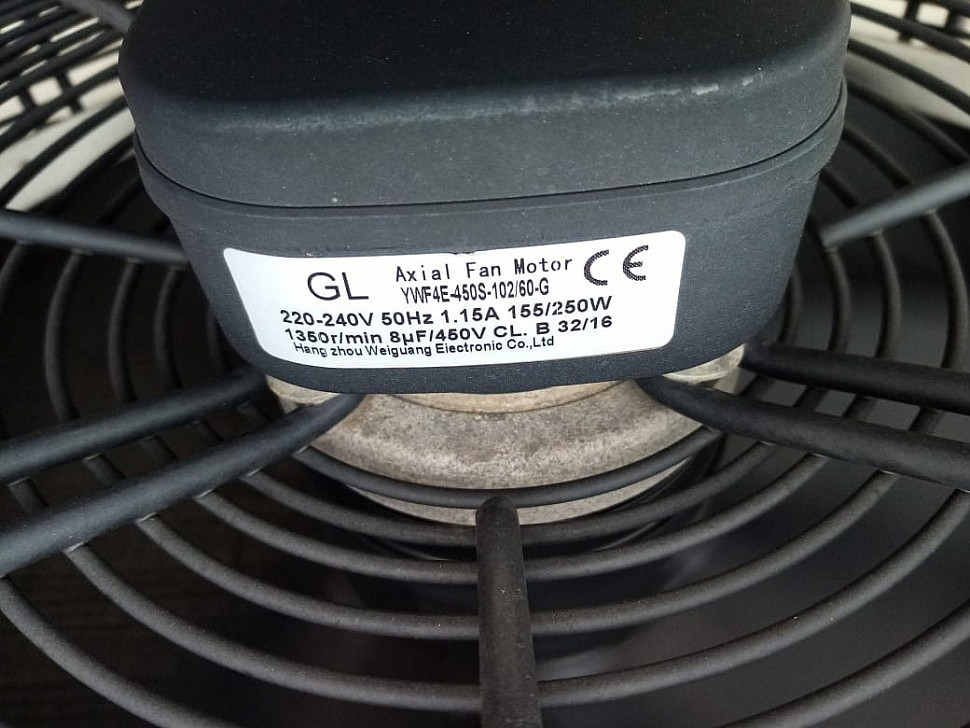 GL Axial Fan Motor CE
YWF4E-450S-102/60-G
220-240V 50Hz 1.15A 155/250W
1350r/min 8µF/450V CL. B 32/16
Hang zhou Weiguang Electronic Co.,Ltd